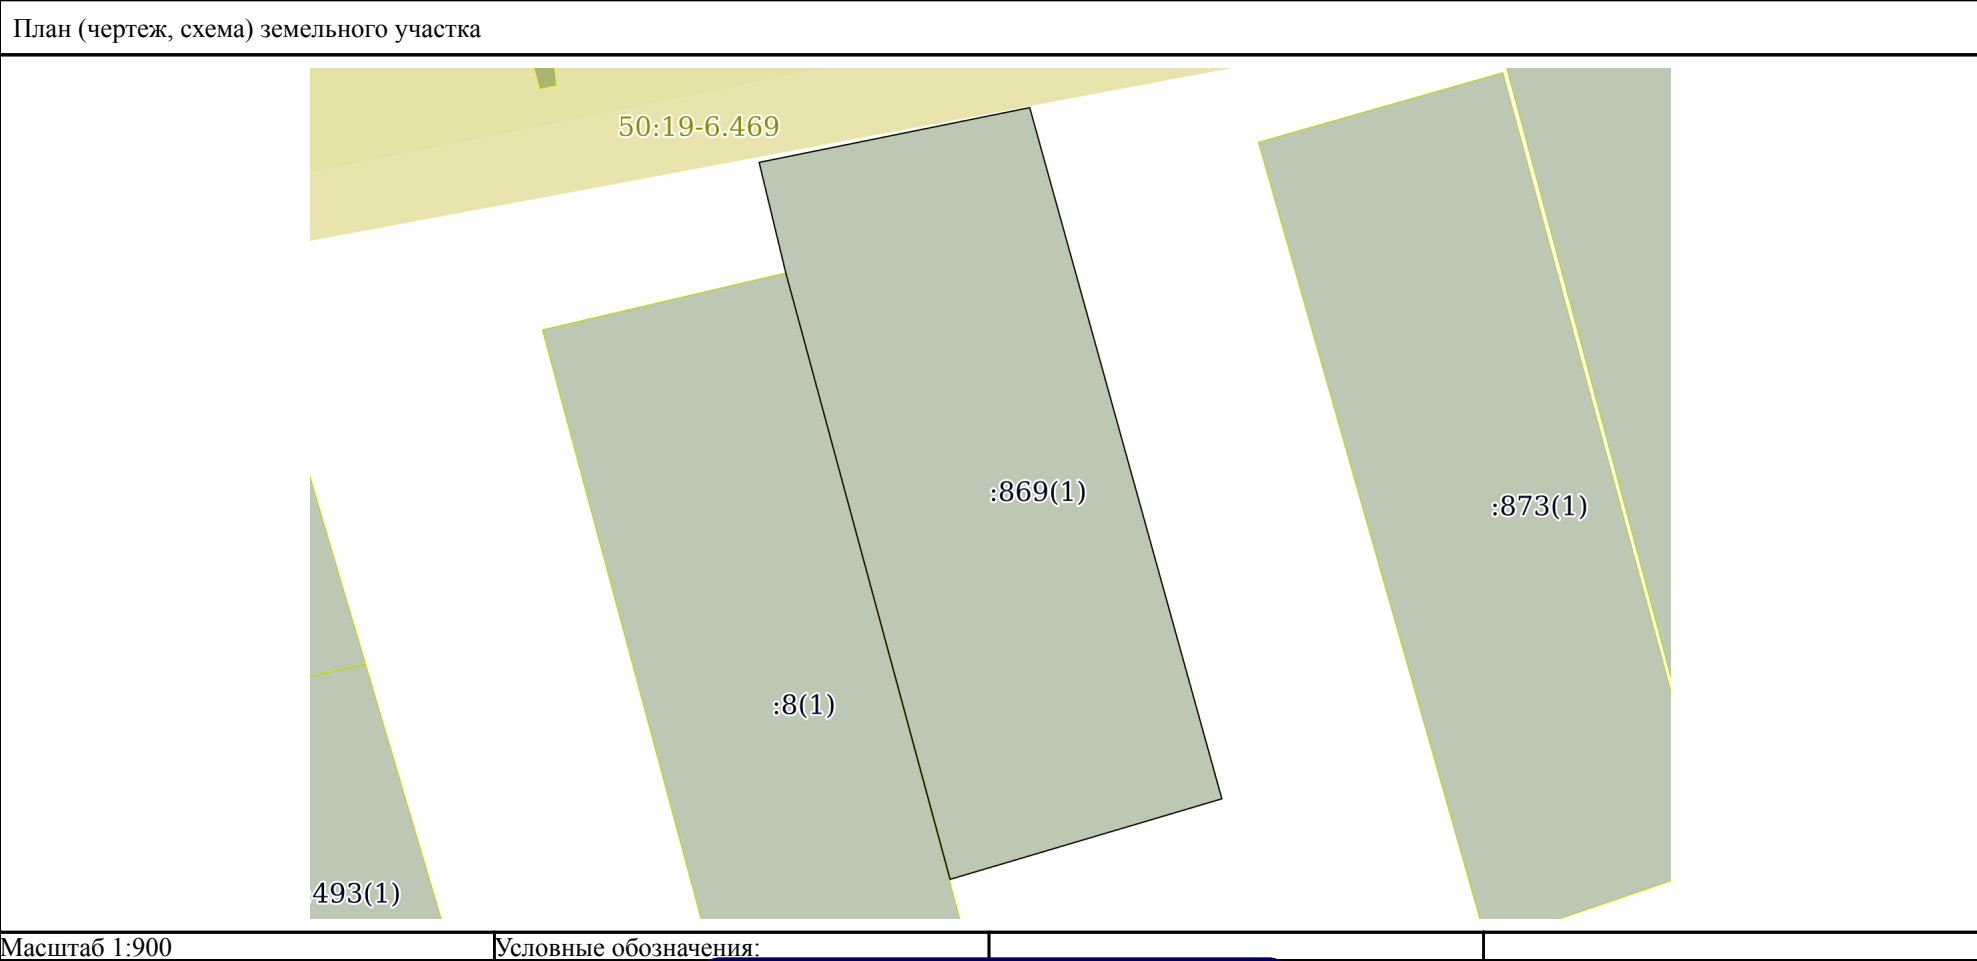 План (чертеж, схема) земельного участка
50:19-6.469
:869(1)
:873(1)
:8(1)
493(1)
Масштаб 1:900
Условные обозначения: